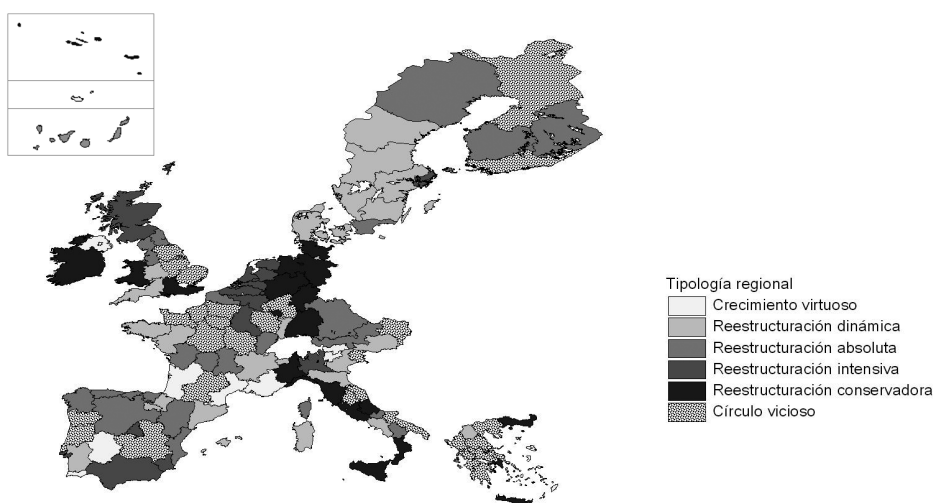 Tipología regional
Crecimiento virtuoso
Reestructuración dinámica
Reestructuración absoluta
Reestructuración intensiva
Reestructuración conservadora
Círculo vicioso